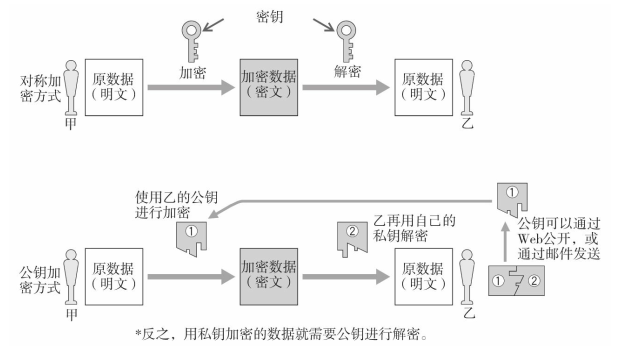 密钥
加密
解密
对称加
密方式
原数据
（明文）
加密数据
（密文）
原数据
（明文）
甲
乙
使用乙的公钥
进行加密
①
①
乙再用自己的
私钥解密
②
公钥可以通过
Web公开，或
通过邮件发送
公钥加
密方式
原数据
（明文）
加密数据
（密文）
原数据
（明文）
① ②
甲
乙
*反之，用私钥加密的数据就需要公钥进行解密。